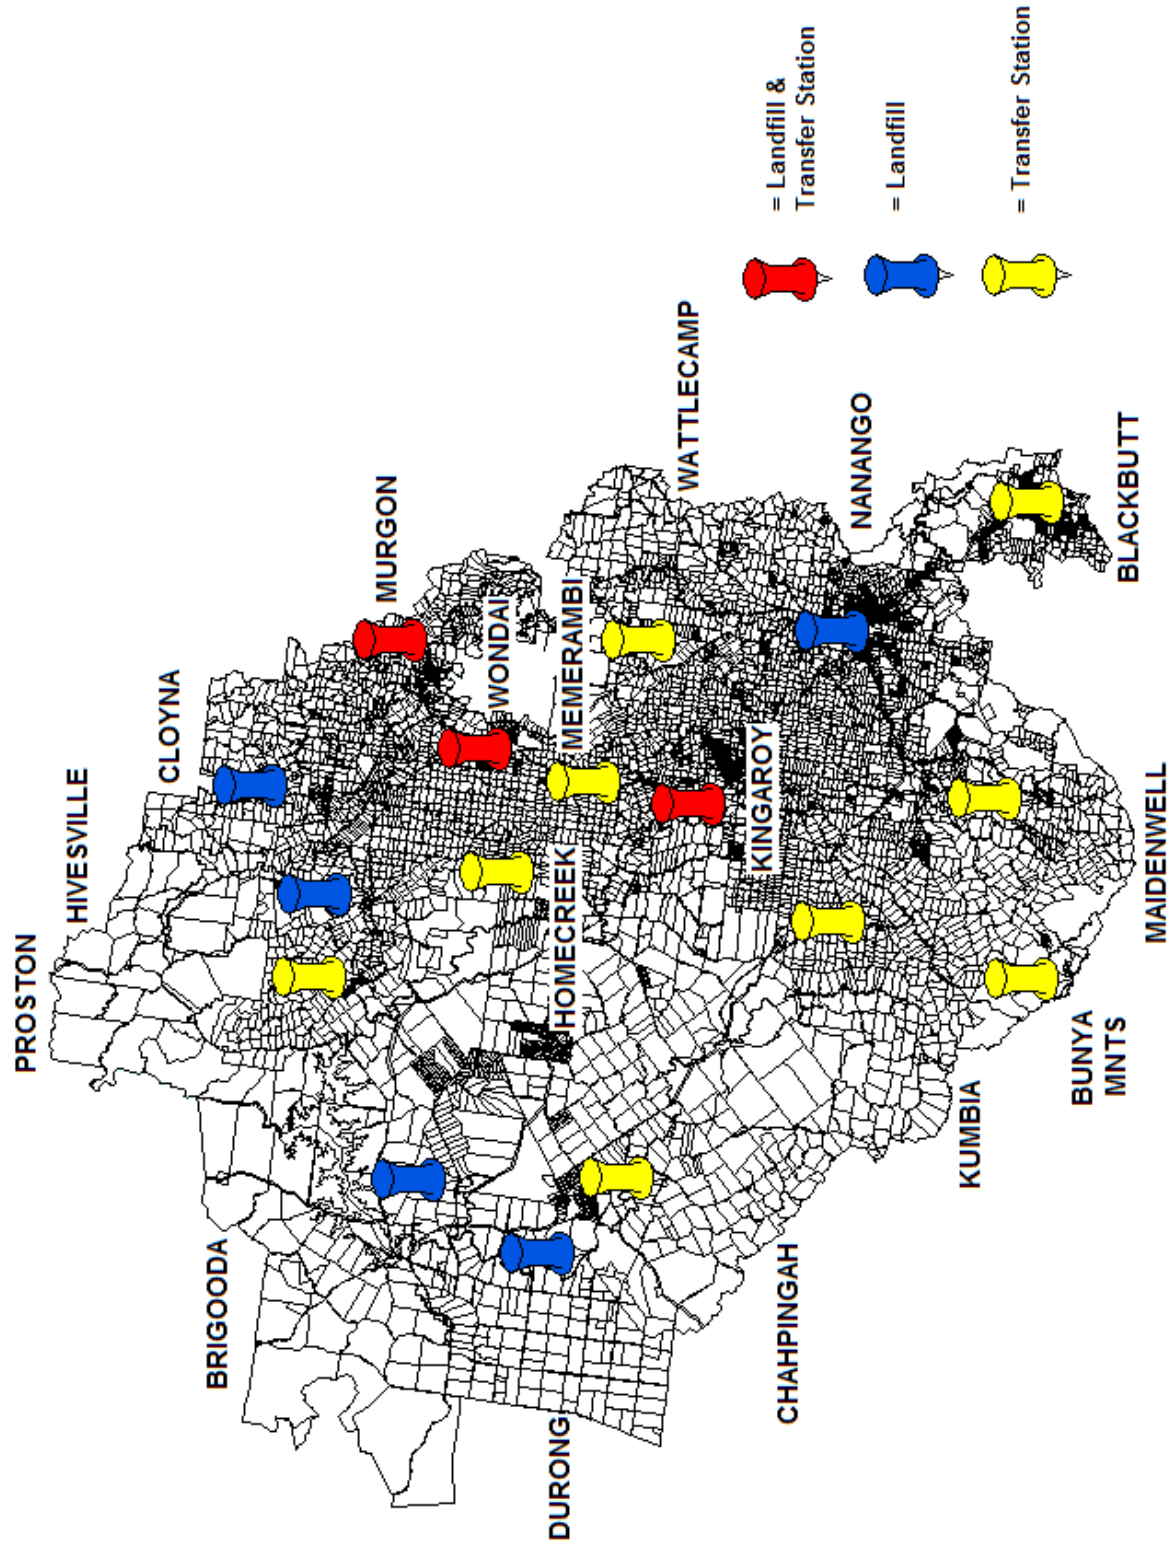 PROSTON
HIVESVILLE
CLOYNA
MURGON
BRIGOODA
WONDAI
MEMERAMBI
HOMECREEK
DURONG
WATTLECAMP
KINGAROY
NANANGO
CHAHPINGAH
KUMBIA
BUNYA
MNTS
MAIDENWELL
BLACKBUTT
= Landfill &
Transfer Station
= Landfill
= Transfer Station